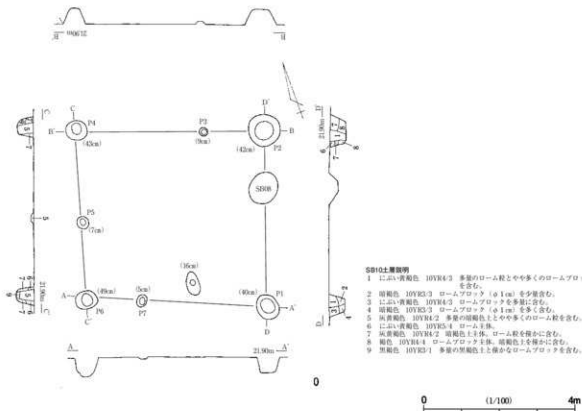 21.90m
B'
B
C
D'
B'
P4
P3
B
P2
(43cm)
(9cm)
(42cm)
SB08
P5
(7cm)
(16cm)
(49cm)
(5cm)
(40cm)
P1
A
A'
P6
P7
C'
D
A
21.90m
A'
C
C'
21.90m
D'
21.90m
D
SB10土層説明
1 にぶい黄褐色 10YR4/3 多量のローム粒とやや多くのロームブロック
を含む。
2 暗褐色 10YR3/3 ロームブロック(φ1cm)を少量含む。
3 にぶい黄褐色 10YR4/3 ロームブロックを多量に含む。
4 暗褐色 10YR3/3 ロームブロック(φ1cm)を多く含む。
5 灰黄褐色 10YR4/2 多量の暗褐色土とやや多くのローム粒を含む。
6 にぶい黄褐色 10YR5/4 ローム主体。
7 灰黄褐色 10YR4/2 暗褐色土主体。ローム粒を僅かに含む。
8 褐色 10YR4/4 ロームブロック主体。暗褐色土を僅かに含む。
9 黒褐色 10YR3/1 多量の黒褐色土と僅かなロームブロックを含む。
0
0 (1/100) 4m